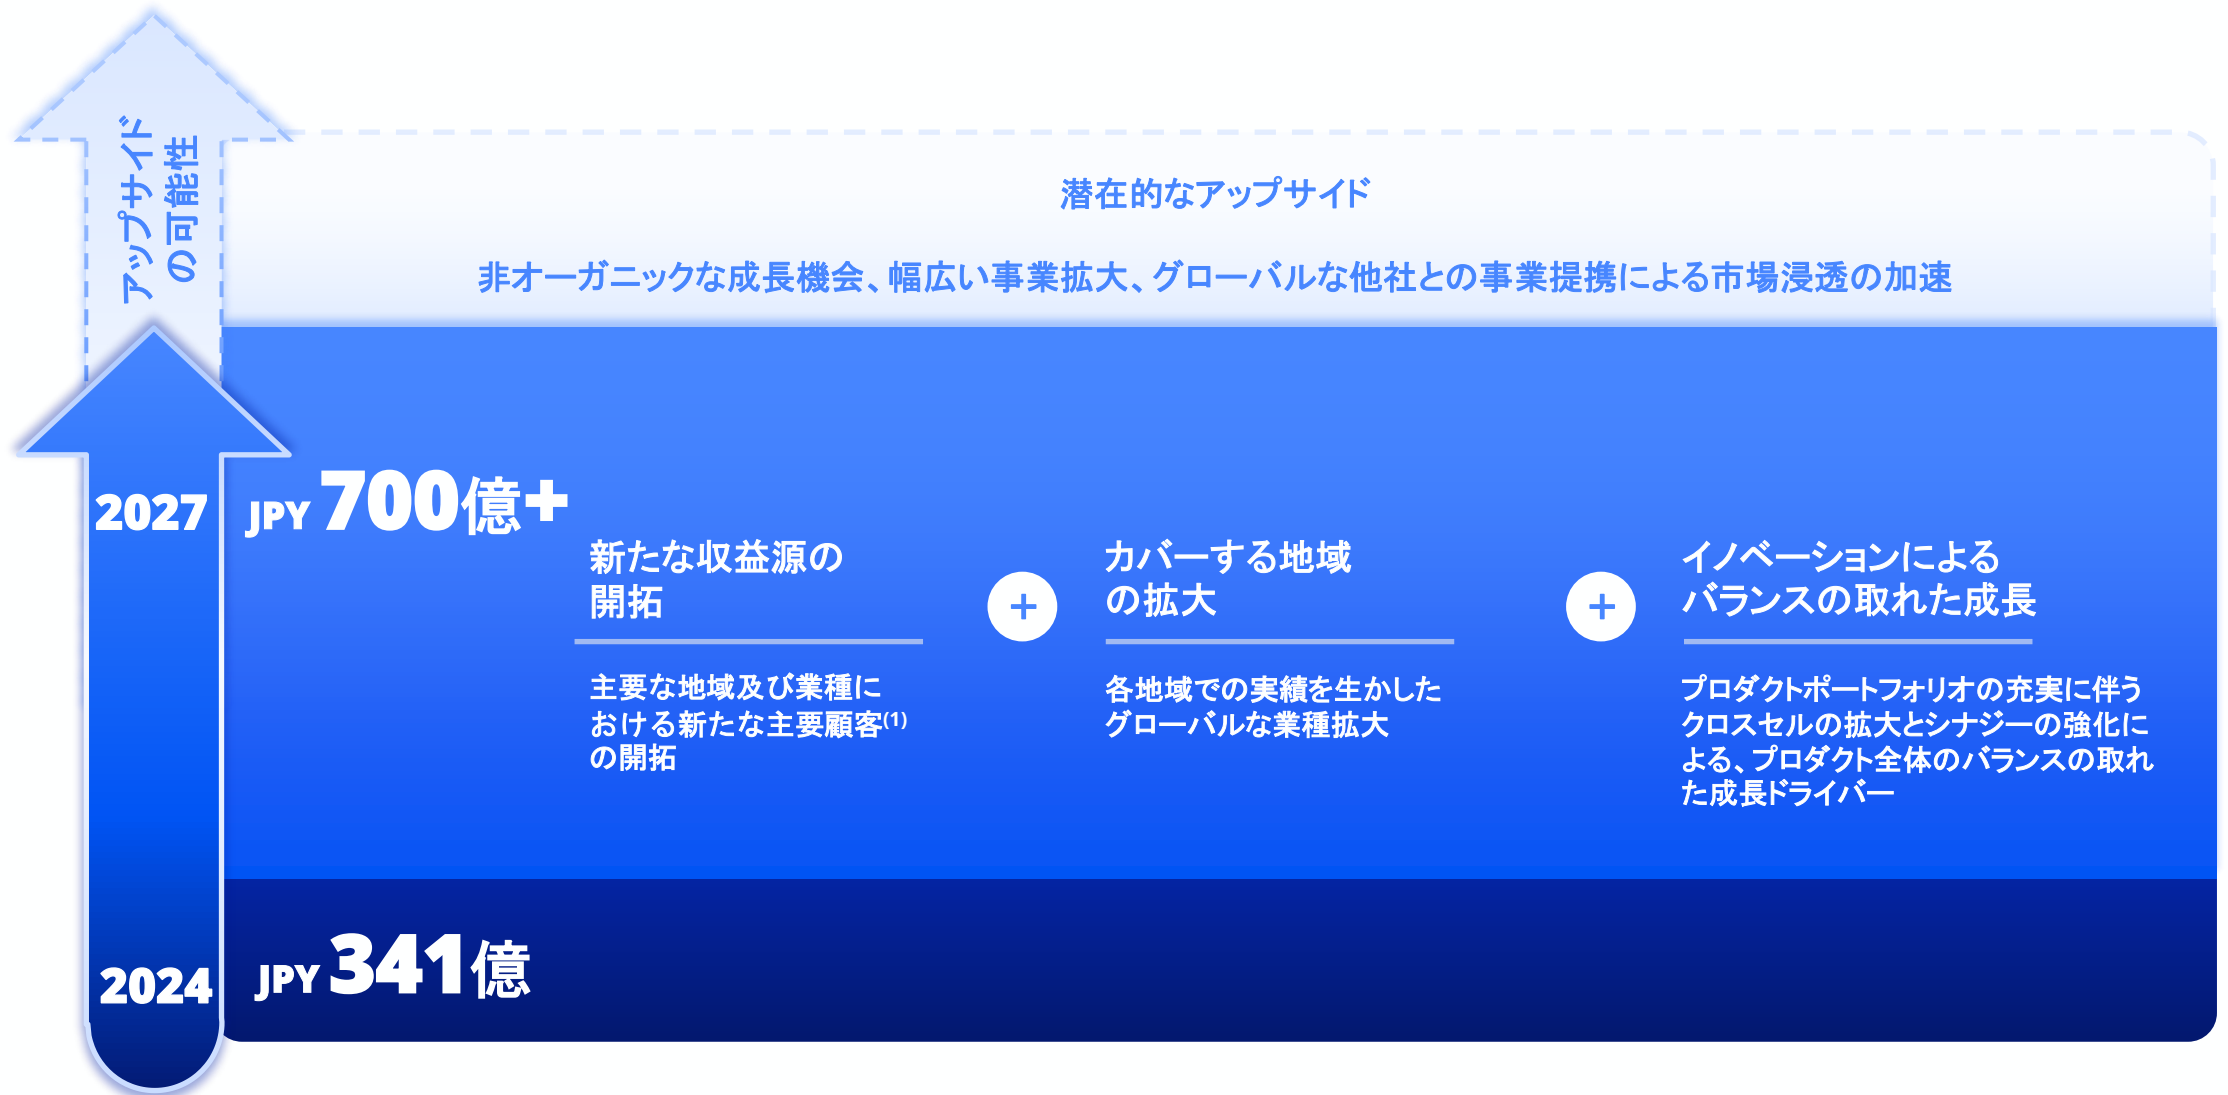 アップサイド
の可能性
潜在的なアップサイド
非オーガニックな成長機会、幅広い事業拡大、グローバルな他社との事業提携による市場浸透の加速
2027
JPY 700億+
新たな収益源の
開拓
主要な地域及び業種に
おける新たな主要顧客(1)
の開拓
+
カバーする地域
の拡大
各地域での実績を生かした
グローバルな業種拡大
+
イノベーションによる
バランスの取れた成長
プロダクトポートフォリオの充実に伴う
クロスセルの拡大とシナジーの強化に
よる、プロダクト全体のバランスの取れ
た成長ドライバー
2024
JPY 341億